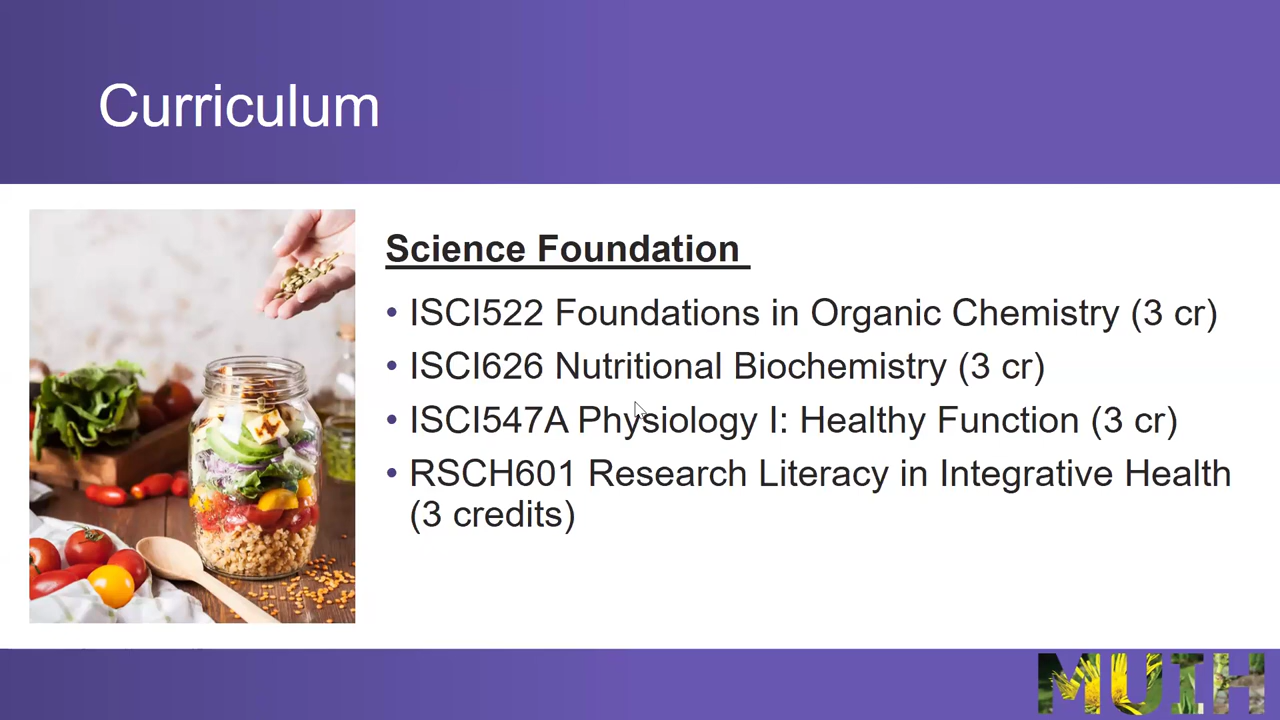 Curriculum
Science Foundation
• ISCI522 Foundations in Organic Chemistry (3 cr)
• ISCI626 Nutritional Biochemistry (3 cr)
• ISCI547A Physiology I: Healthy Function (3 cr)
• RSCH601 Research Literacy in Integrative Health
(3 credits)
MUIH